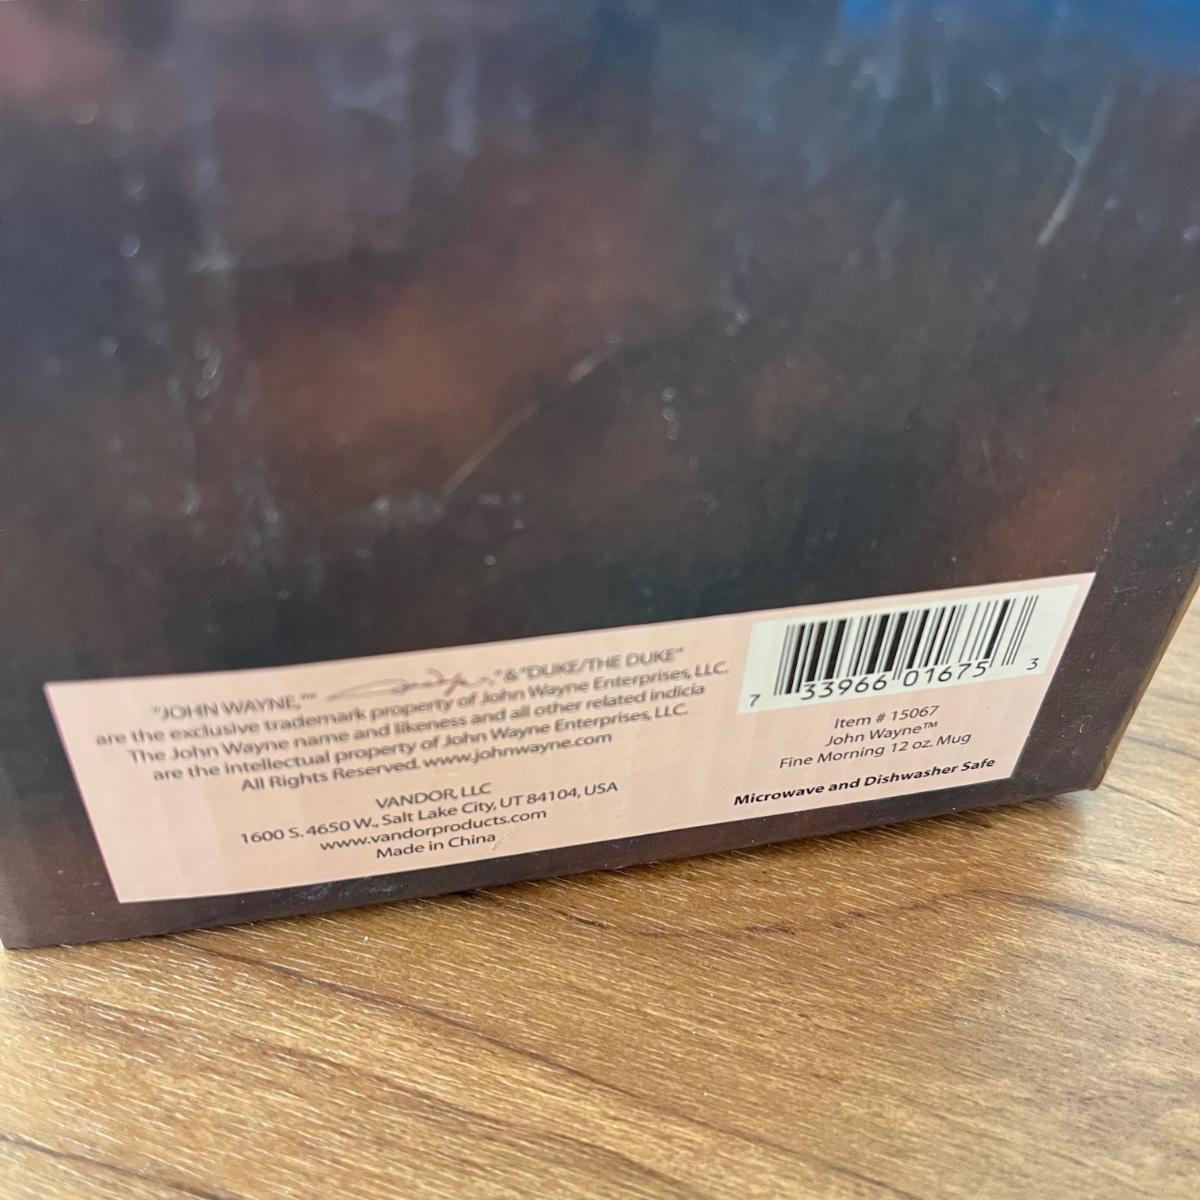 "JOHN WAYNE,"™ " & "DUKE/THE DUKE"
are the exclusive trademark property of John Wayne Enterprises, LLC.
The John Wayne name and likeness and all other related indicia
are the intellectual property of John Wayne Enterprises, LLC.
All Rights Reserved. www.johnwayne.com
VANDOR, LLC
1600 S. 4650 W., Salt Lake City, UT 84104, USA
www.vandorproducts.com
Made in China
7 33966 01675 3
Item # 15067
John Wayne™
Fine Morning 12 oz. Mug
Microwave and Dishwasher Safe